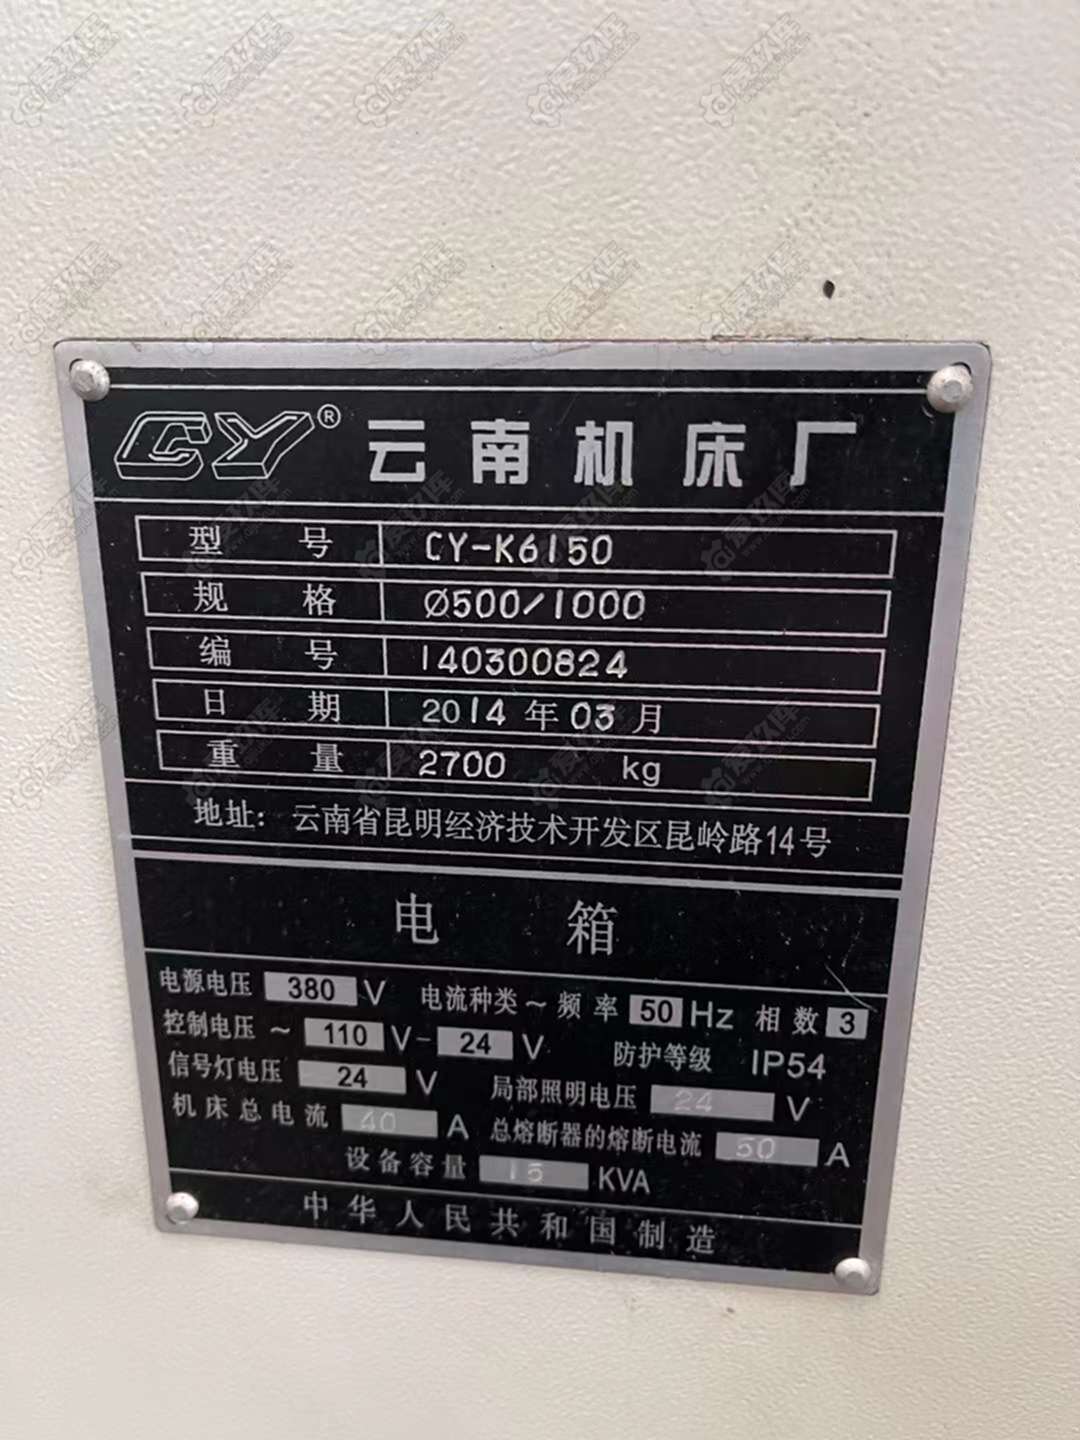 CY® 云南机床厂
型号 CY-K6150
规格 Ø500/1000
编号 140300824
日期 2014年03月
重量 2700 kg
地址：云南省昆明经济技术开发区昆岭路14号
电箱
电源电压 380 V 电流种类～频率 50 Hz 相数 3
控制电压～ 110 V- 24 V 防护等级 IP54
信号灯电压 24 V 局部照明电压 24 V
机床总电流 40 A 总熔断器的熔断电流 50 A
设备容量 15 KVA
中华人民共和国制造